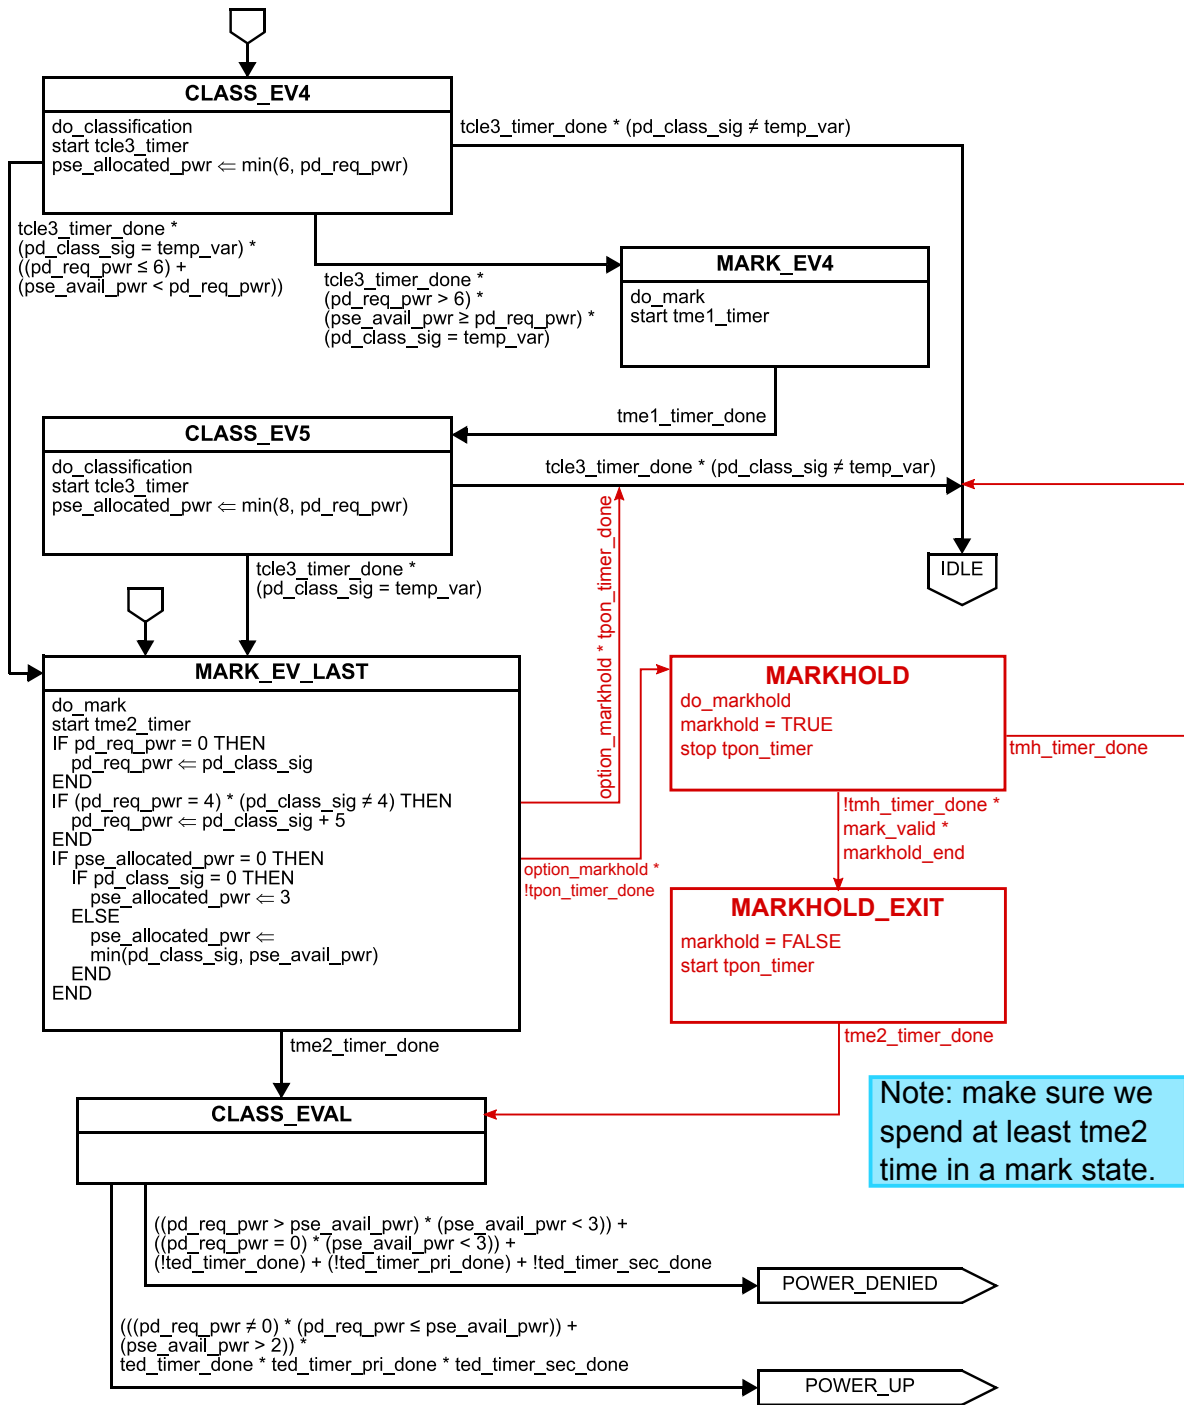 CLASS_EV4
do_classification
start tcle3_timer
pse_allocated_pwr ⇐ min(6, pd_req_pwr)
tcle3_timer_done * (pd_class_sig ≠ temp_var)
tcle3_timer_done *
(pd_class_sig = temp_var) *
((pd_req_pwr ≤ 6) +
(pse_avail_pwr < pd_req_pwr))
tcle3_timer_done *
(pd_req_pwr > 6) *
(pse_avail_pwr ≥ pd_req_pwr) *
(pd_class_sig = temp_var)
MARK_EV4
do_mark
start tme1_timer
tme1_timer_done
CLASS_EV5
do_classification
start tcle3_timer
pse_allocated_pwr ⇐ min(8, pd_req_pwr)
tcle3_timer_done * (pd_class_sig ≠ temp_var)
tcle3_timer_done *
(pd_class_sig = temp_var)
option_markhold * tpon_timer_done
IDLE
MARK_EV_LAST
do_mark
start tme2_timer
IF pd_req_pwr = 0 THEN
pd_req_pwr ⇐ pd_class_sig
END
IF (pd_req_pwr = 4) * (pd_class_sig ≠ 4) THEN
pd_req_pwr ⇐ pd_class_sig + 5
END
IF pse_allocated_pwr = 0 THEN
IF pd_class_sig = 0 THEN
pse_allocated_pwr ⇐ 3
ELSE
pse_allocated_pwr ⇐
min(pd_class_sig, pse_avail_pwr)
END
END
option_markhold *
!tpon_timer_done
MARKHOLD
do_markhold
markhold = TRUE
stop tpon_timer
tmh_timer_done
!tmh_timer_done *
mark_valid *
markhold_end
MARKHOLD_EXIT
markhold = FALSE
start tpon_timer
tme2_timer_done
tme2_timer_done
Note: make sure we
spend at least tme2
time in a mark state.
CLASS_EVAL
((pd_req_pwr > pse_avail_pwr) * (pse_avail_pwr < 3)) +
((pd_req_pwr = 0) * (pse_avail_pwr < 3)) +
(!ted_timer_done) + (!ted_timer_pri_done) + !ted_timer_sec_done
POWER_DENIED
(((pd_req_pwr ≠ 0) * (pd_req_pwr ≤ pse_avail_pwr)) +
(pse_avail_pwr > 2)) *
ted_timer_done * ted_timer_pri_done * ted_timer_sec_done
POWER_UP